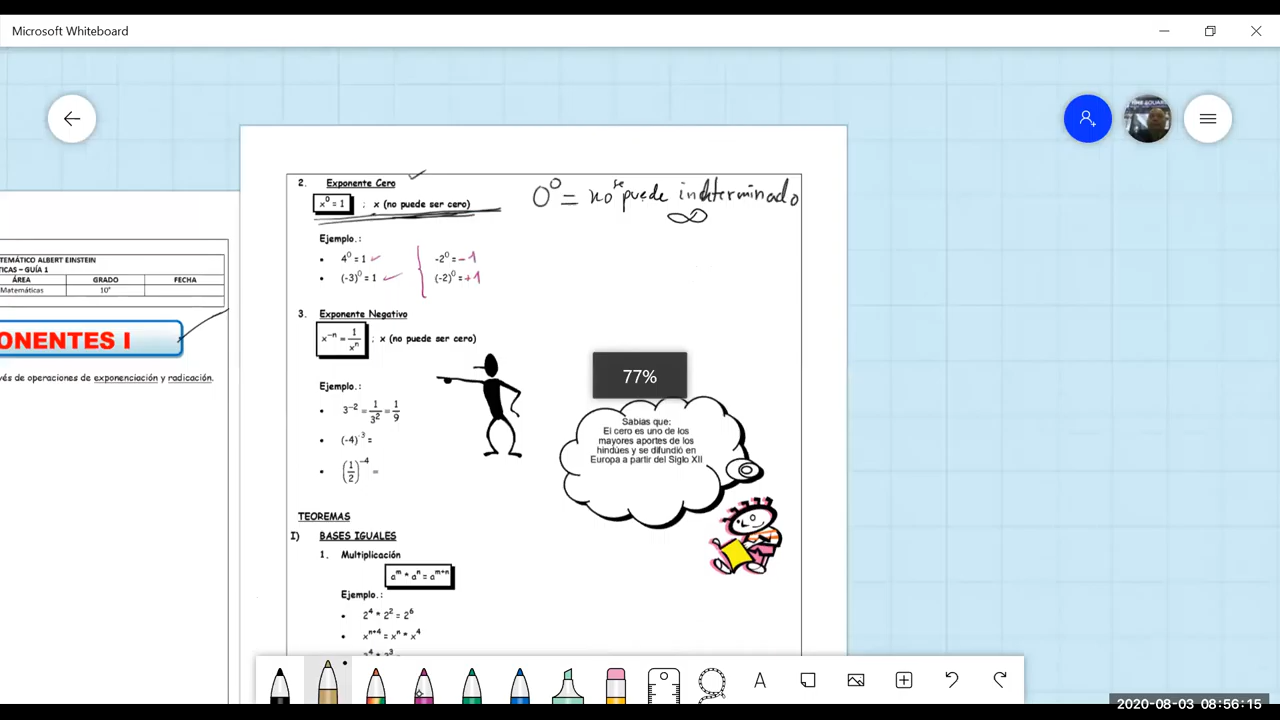 Microsoft Whiteboard
2. Exponente Cero
x⁰ = 1 ; x (no puede ser cero)
0⁰ = no se puede indeterminado
∞
Ejemplo.:
• 4⁰ = 1
• (-3)⁰ = 1
-2⁰ = -1
(-2)⁰ = +1
TEMÁTICO ALBERT EINSTEIN
TICAS – GUÍA 1
ÁREA GRADO FECHA
Matemáticas 10°
ONENTES I
vés de operaciones de exponenciación y radicación.
3. Exponente Negativo
x⁻ⁿ = 1/xⁿ ; x (no puede ser cero)
Ejemplo.:
• 3⁻² = 1/3² = 1/9
• (-4)⁻³ =
• (1/2)⁻⁴ =
77%
Sabías que:
El cero es uno de los
mayores aportes de los
hindúes y se difundió en
Europa a partir del Siglo XII
TEOREMAS
I) BASES IGUALES
1. Multiplicación
aᵐ * aⁿ = aᵐ⁺ⁿ
Ejemplo.:
• 2⁴ * 2² = 2⁶
• xⁿ⁺⁴ = xⁿ * x⁴
A
2020-08-03 08:56:15